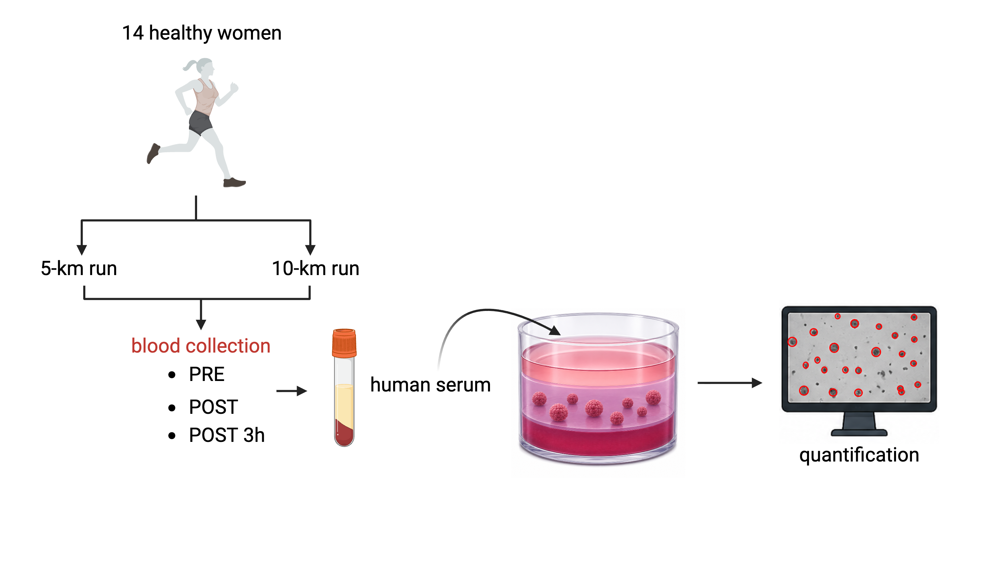 14 healthy women
5-km run
10-km run
blood collection
• PRE
• POST
• POST 3h
human serum
quantification